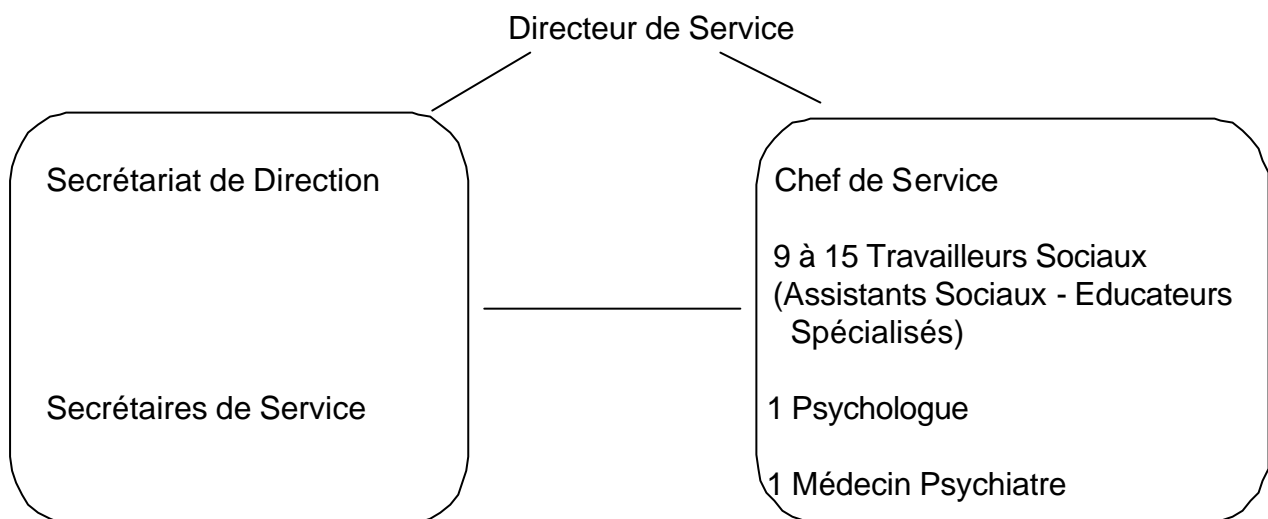 Directeur de Service
Secrétariat de Direction
Secrétaires de Service
Chef de Service
9 à 15 Travailleurs Sociaux
(Assistants Sociaux - Educateurs
Spécialisés)
1 Psychologue
1 Médecin Psychiatre